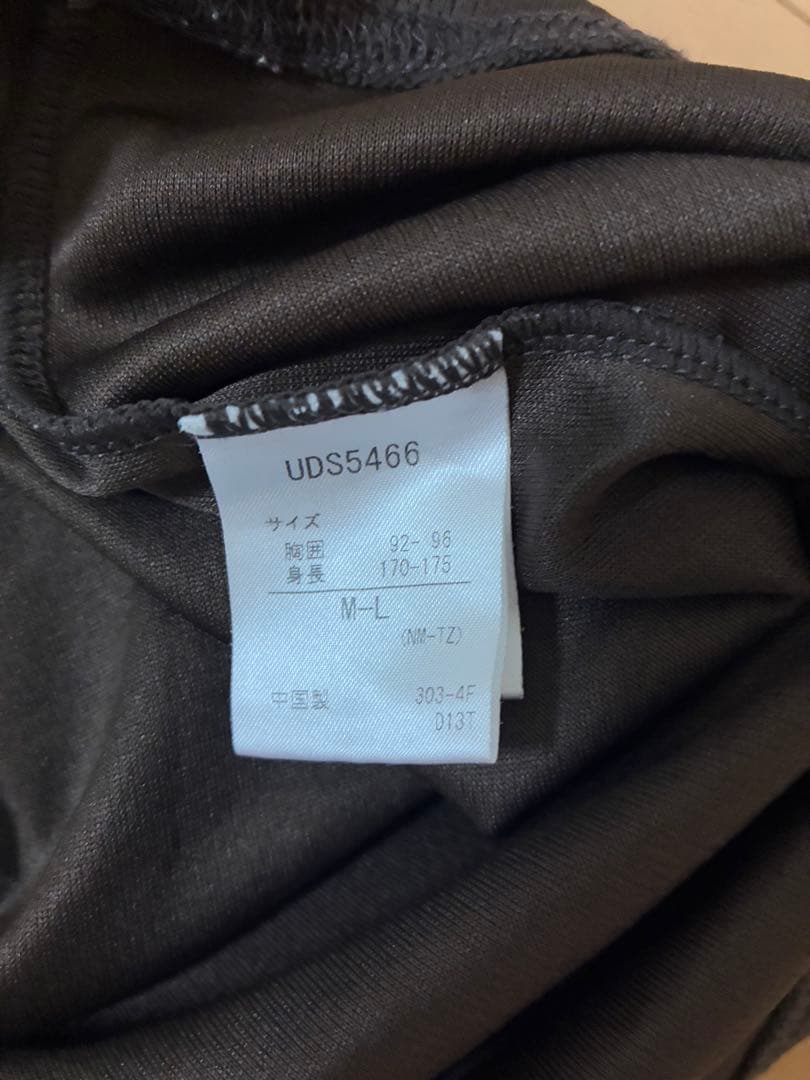 UDS5466
サイズ
胸囲 92-96
身長 170-175
M-L
(NM-TZ)
中国製 303-4F
D13T